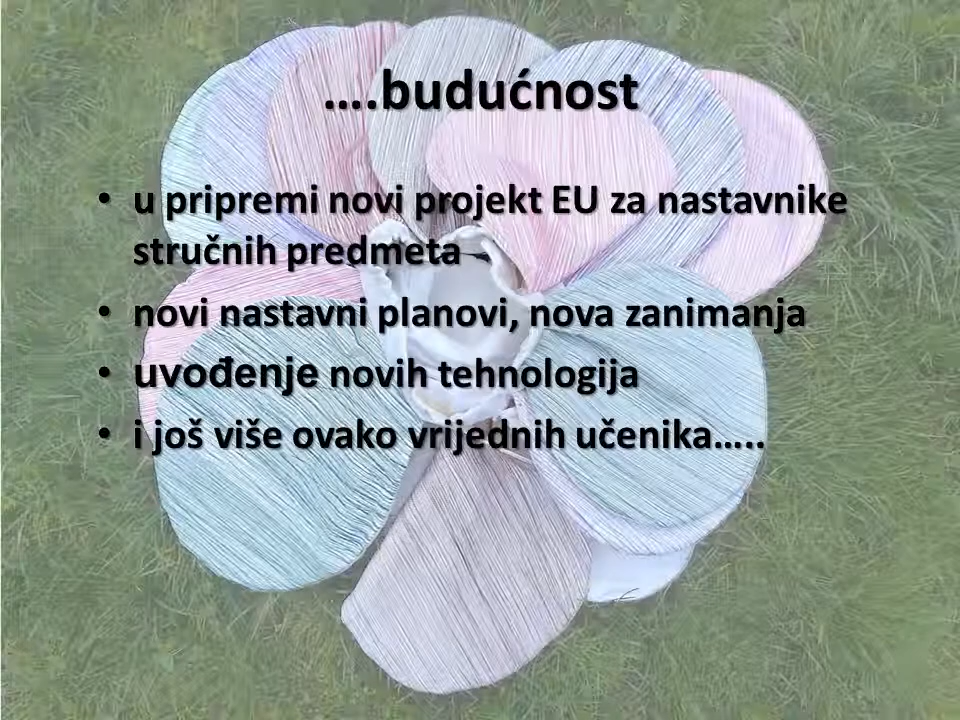 ….budućnost
• u pripremi novi projekt EU za nastavnike
stručnih predmeta
• novi nastavni planovi, nova zanimanja
• uvođenje novih tehnologija
• i još više ovako vrijednih učenika…..